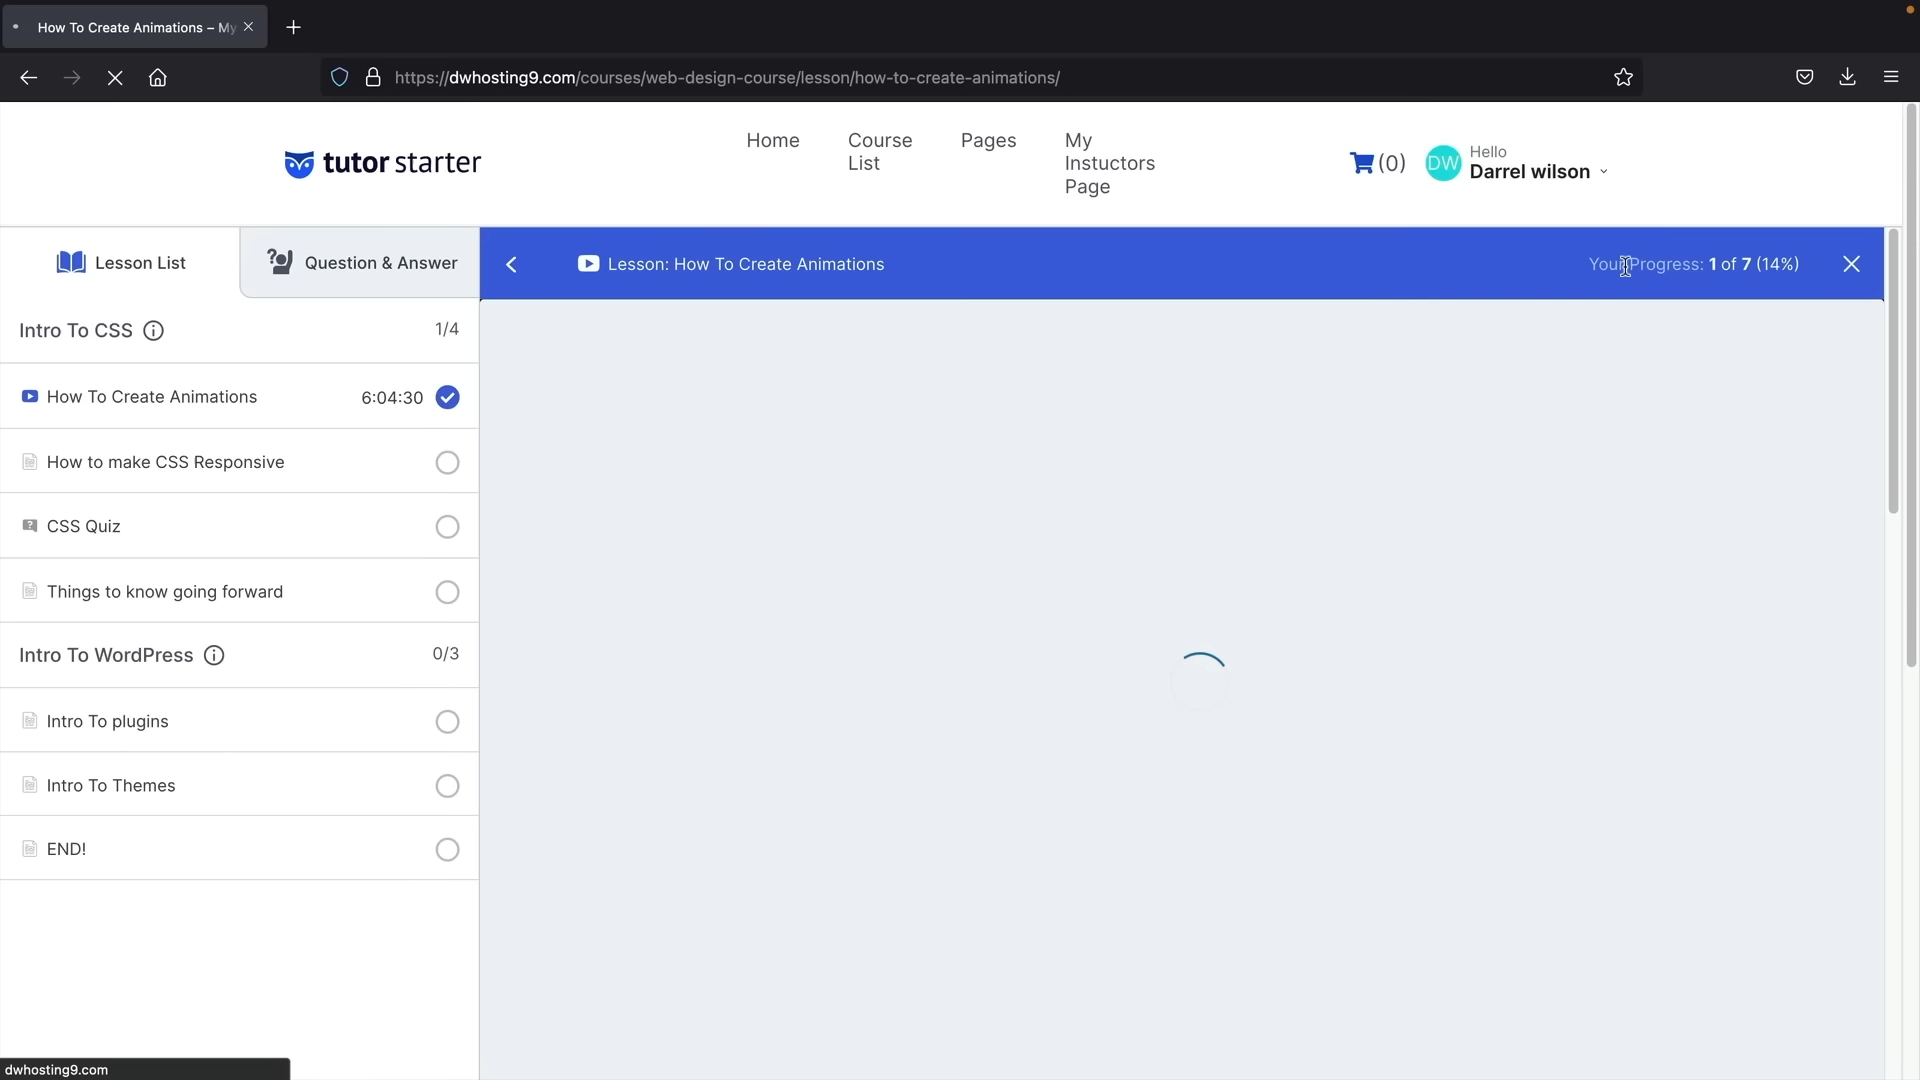 How To Create Animations – My
https://dwhosting9.com/courses/web-design-course/lesson/how-to-create-animations/
tutor starter
Home
Course List
Pages
My Instuctors Page
(0)
DW
Hello
Darrel wilson
Lesson List
Question & Answer
Lesson: How To Create Animations
Your Progress: 1 of 7 (14%)
Intro To CSS
1/4
How To Create Animations
6:04:30
How to make CSS Responsive
CSS Quiz
Things to know going forward
Intro To WordPress
0/3
Intro To plugins
Intro To Themes
END!
dwhosting9.com